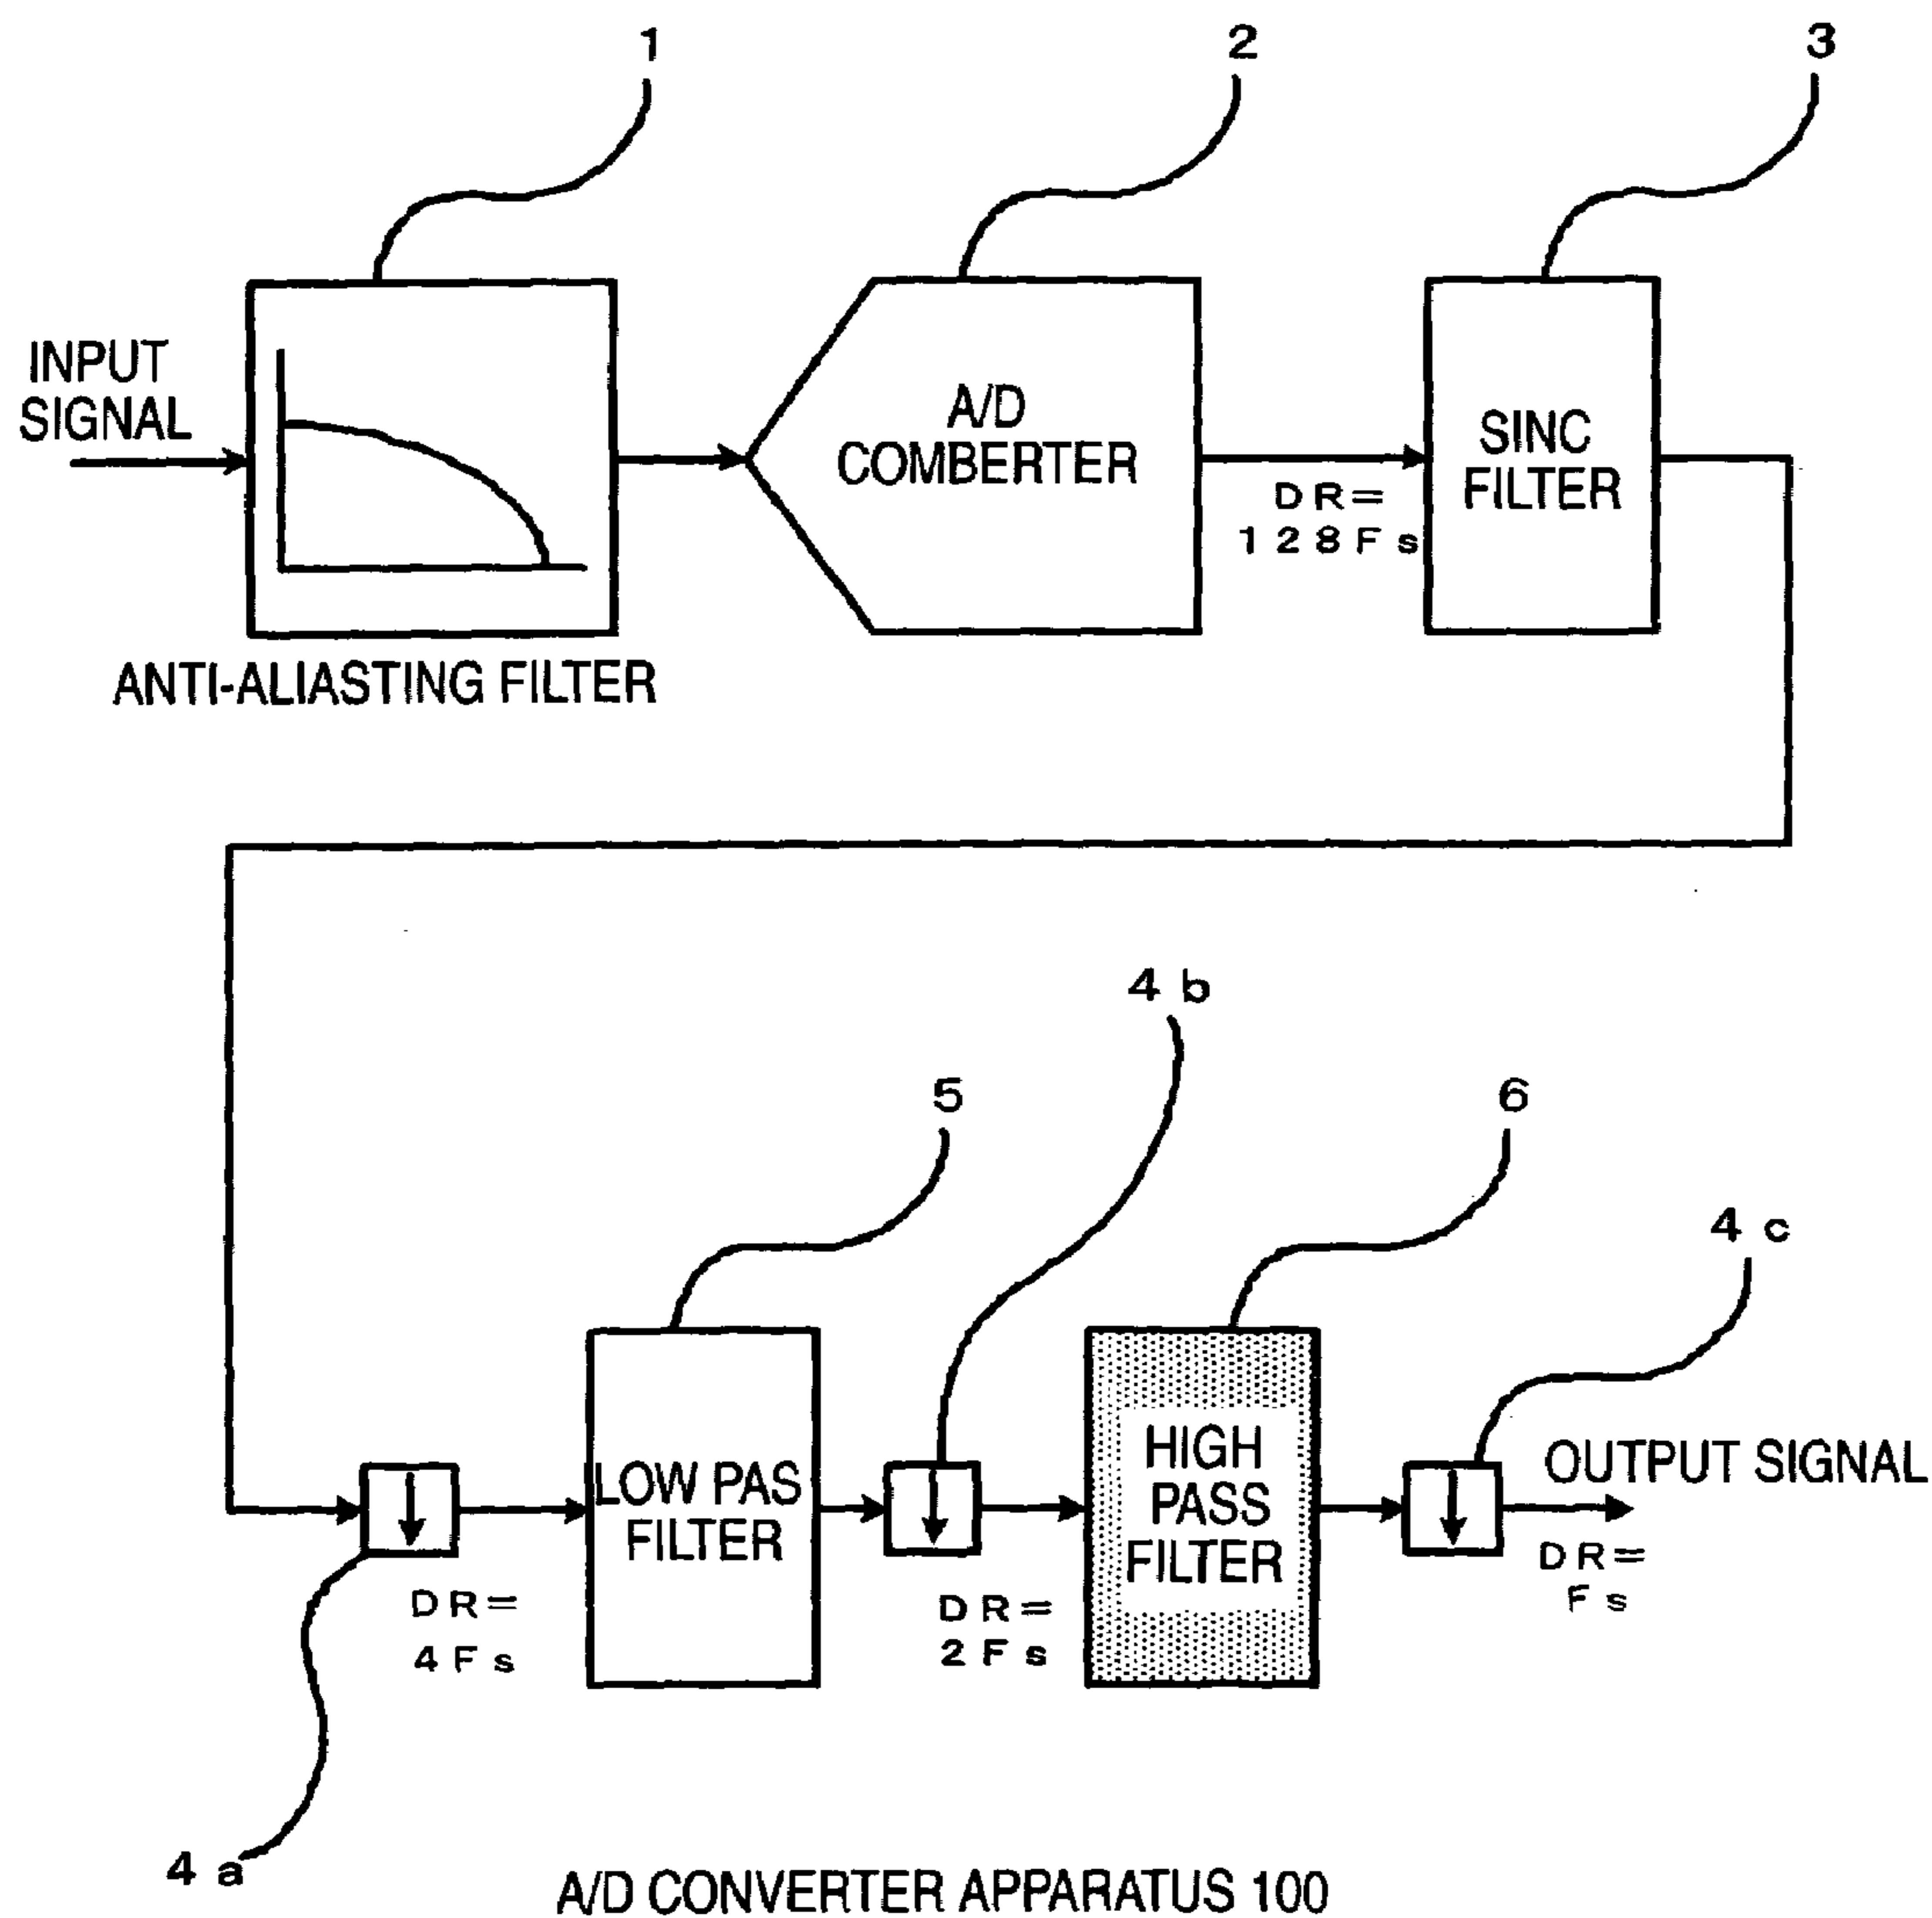 1
2
3
INPUT
SIGNAL
A/D
COMBERTER
DR=
128Fs
SINC
FILTER
ANTI-ALIASTING FILTER
4b
5
6
4c
LOW PAS
FILTER
HIGH
PASS
FILTER
OUTPUT SIGNAL
DR=
4Fs
DR=
2Fs
DR=
Fs
4a
A/D CONVERTER APPARATUS 100